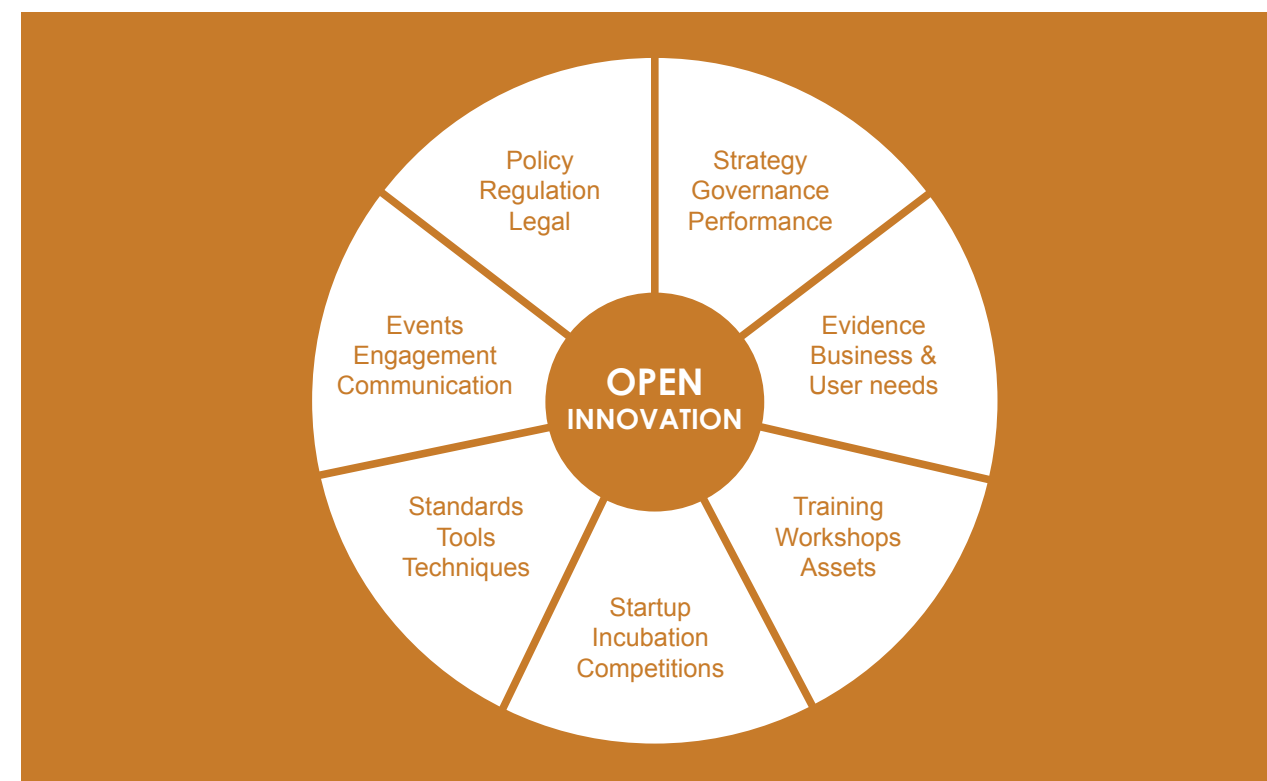 Policy
Regulation
Legal
Strategy
Governance
Performance
Evidence
Business &
User needs
Training
Workshops
Assets
Startup
Incubation
Competitions
Standards
Tools
Techniques
Events
Engagement
Communication
OPEN
INNOVATION